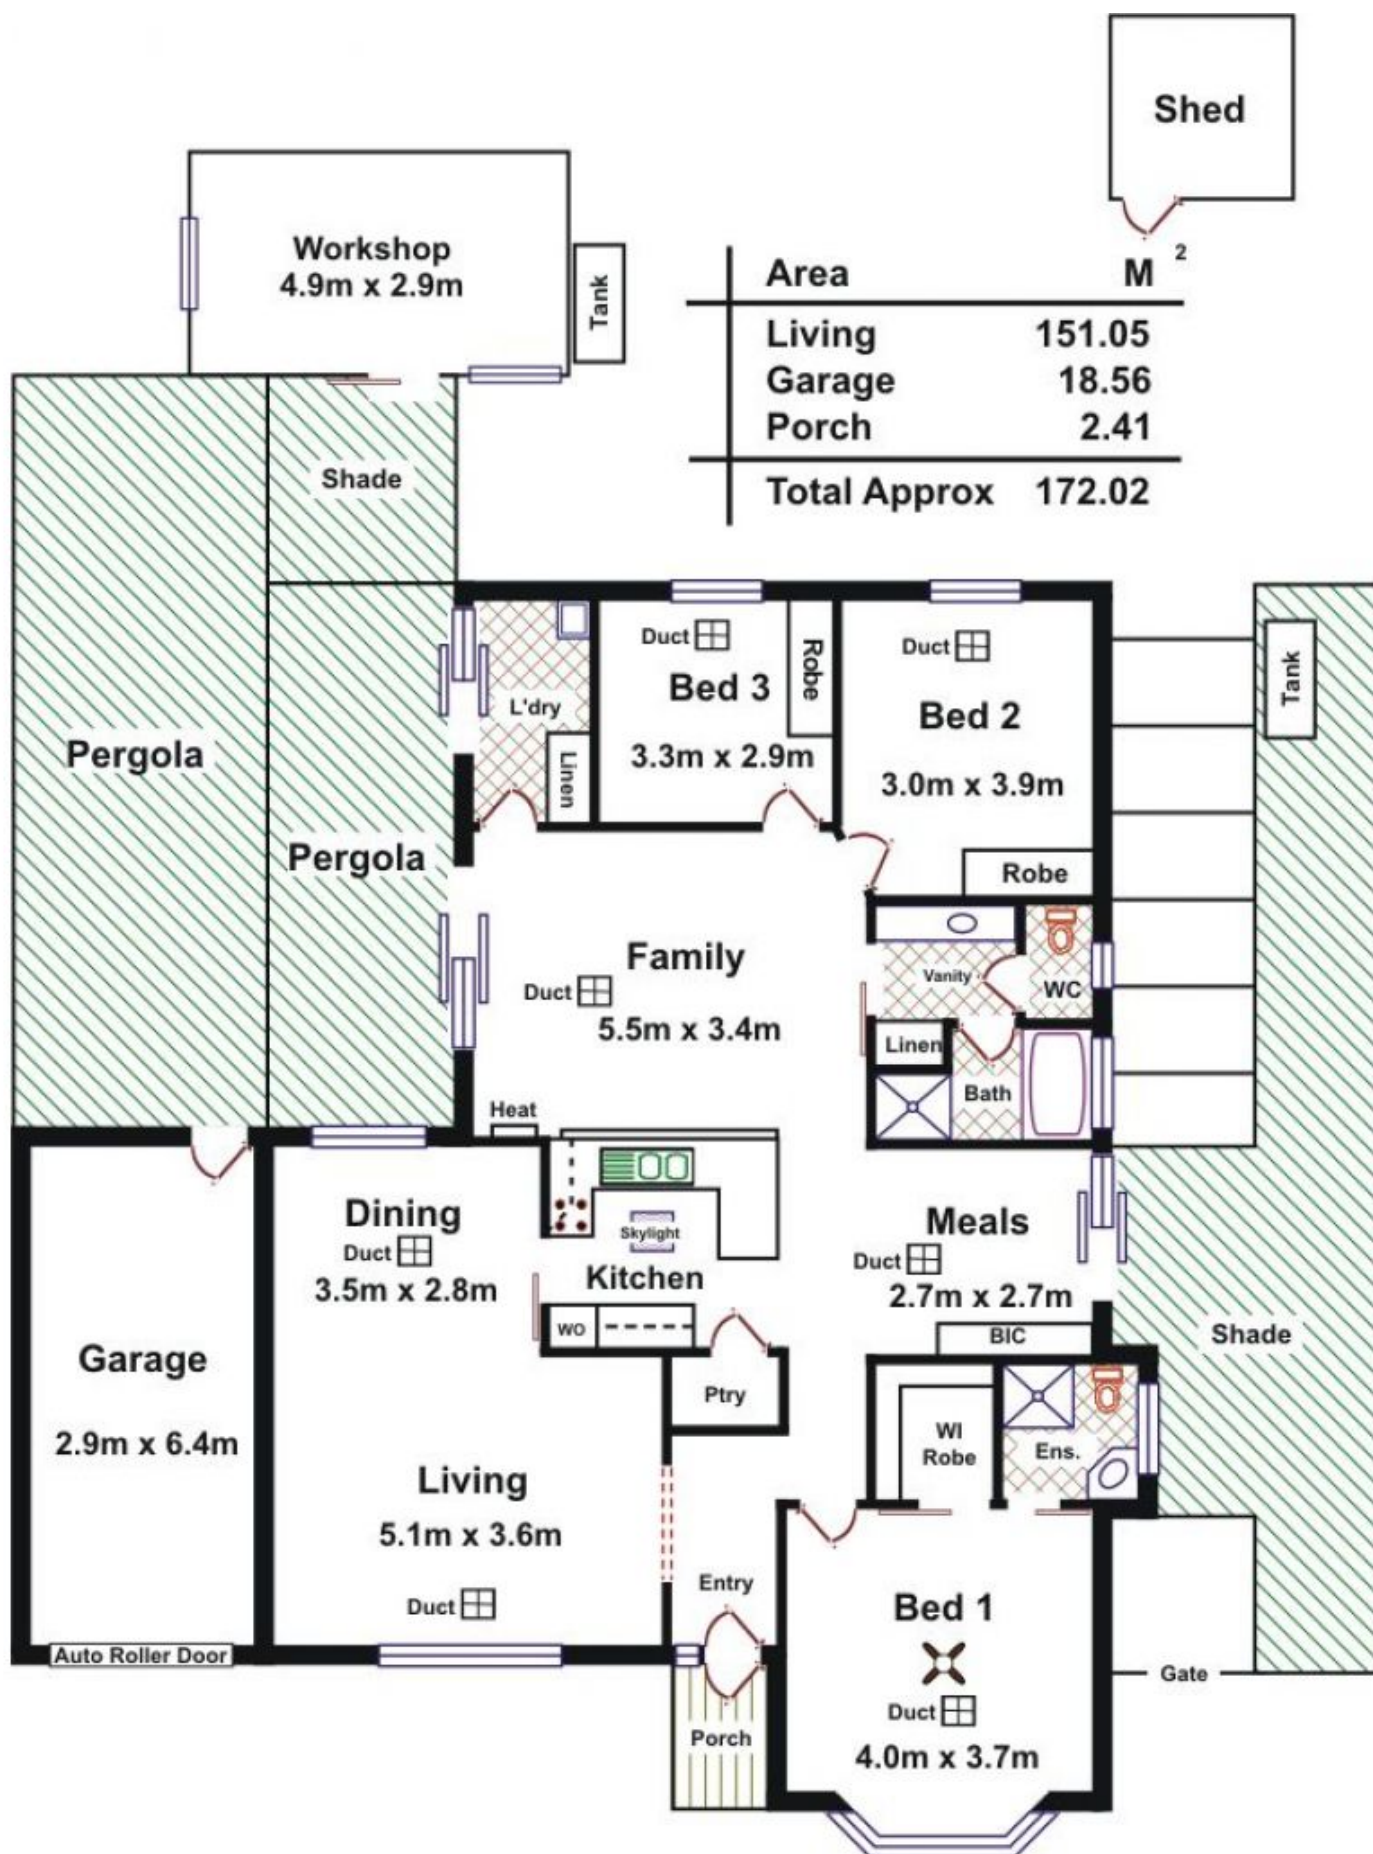 Shed
Workshop
4.9m x 2.9m
Tank
Area M 2
Living 151.05
Garage 18.56
Porch 2.41
Total Approx 172.02
Shade
Duct
Bed 3
3.3m x 2.9m
Robe
Duct
Bed 2
3.0m x 3.9m
Robe
Tank
L'dry
Linen
Pergola
Pergola
Family
Duct
5.5m x 3.4m
Vanity
WC
Linen
Bath
Heat
Dining
Duct
3.5m x 2.8m
Skylight
Kitchen
WO
Meals
Duct
2.7m x 2.7m
BIC
Shade
Garage
2.9m x 6.4m
Ptry
WI
Robe
Ens.
Living
5.1m x 3.6m
Duct
Entry
Bed 1
Duct
4.0m x 3.7m
Auto Roller Door
Gate
Porch